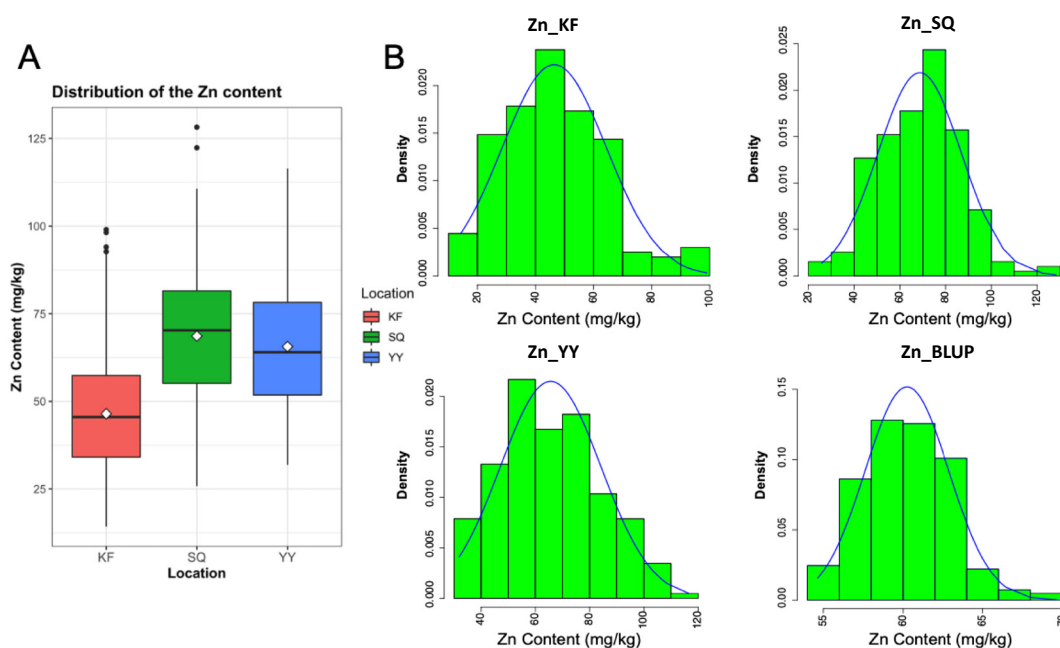 A
Distribution of the Zn content
Zn Content (mg/kg)
125
100
75
50
25
KF
SQ
YY
Location
Location
KF
SQ
YY
B
Zn_KF
Density
0.020
0.015
0.010
0.005
0.000
20
40
60
80
100
Zn Content (mg/kg)
Zn_SQ
Density
0.025
0.020
0.015
0.010
0.005
0.000
20
40
60
80
100
120
Zn Content (mg/kg)
Zn_YY
Density
0.020
0.015
0.010
0.005
0.000
40
60
80
100
120
Zn Content (mg/kg)
Zn_BLUP
Density
0.15
0.10
0.05
0.00
55
60
65
Zn Content (mg/kg)